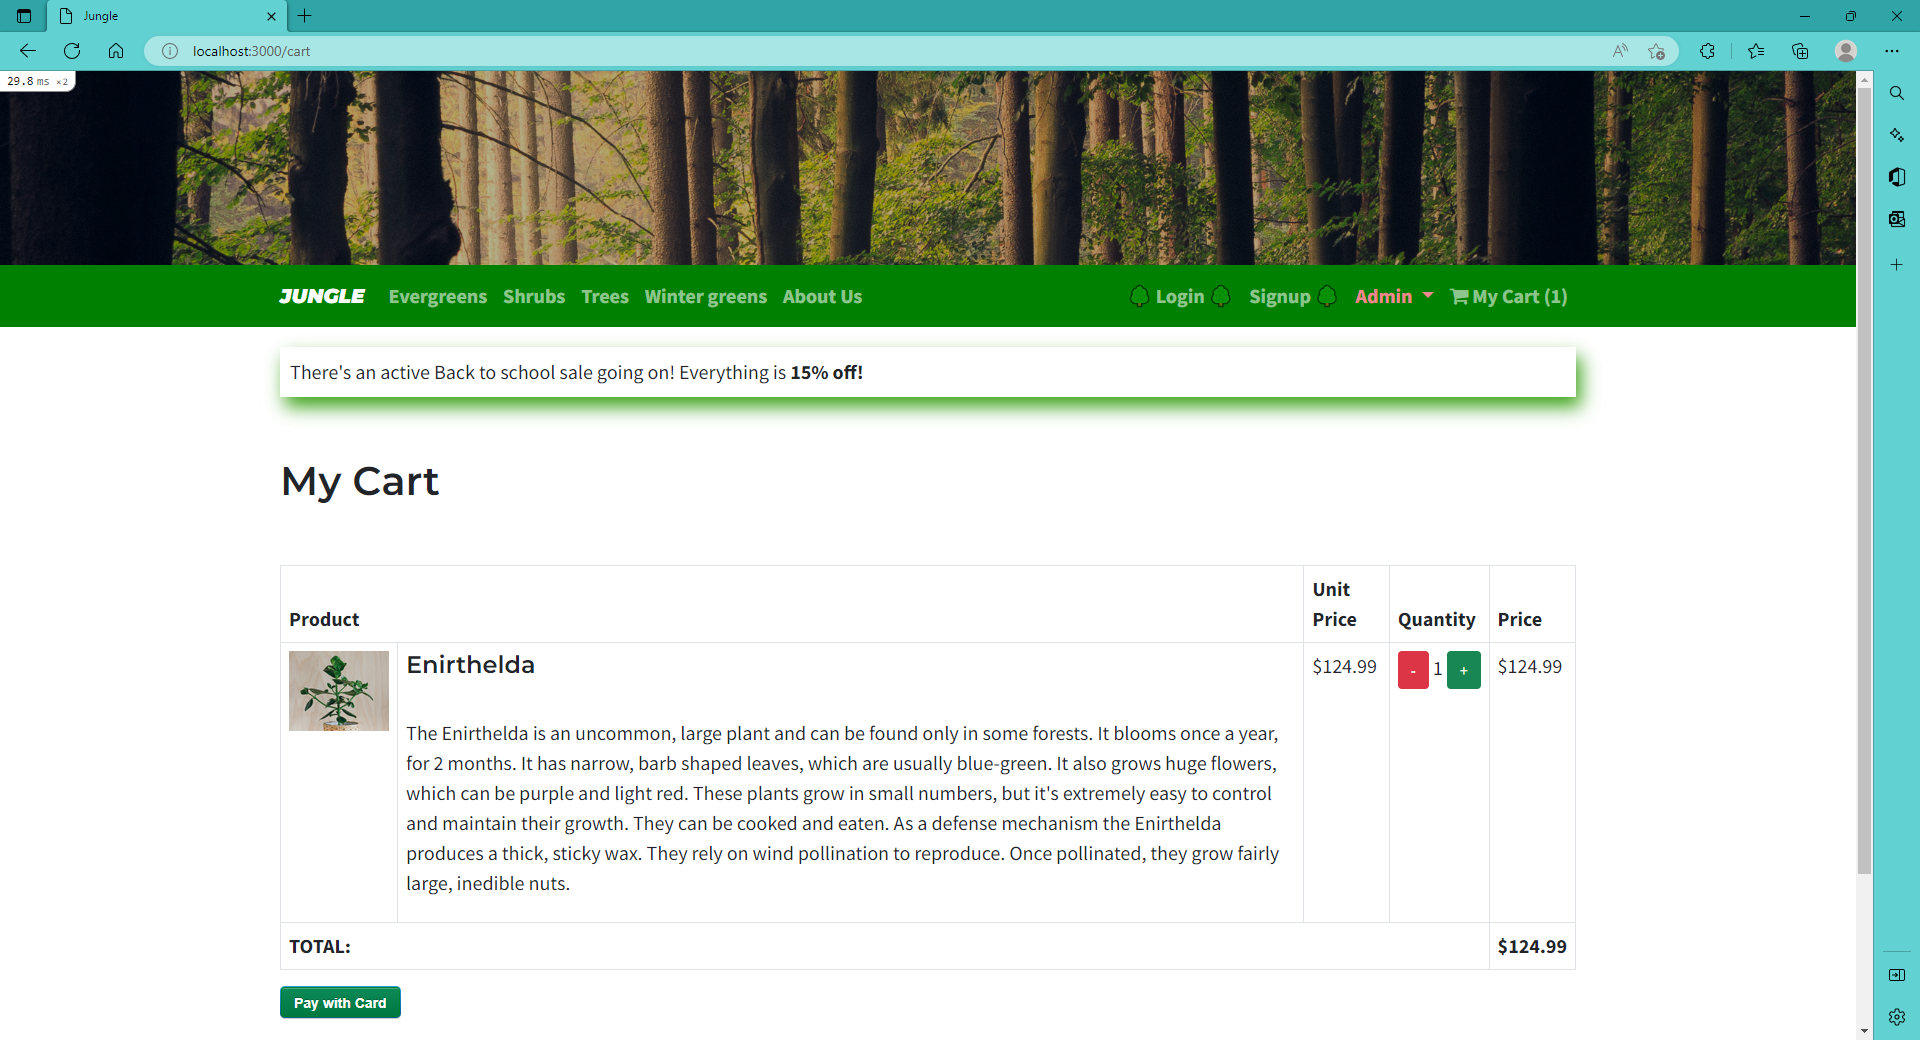 Jungle
localhost:3000/cart
29.8 ms ×2
JUNGLE Evergreens Shrubs Trees Winter greens About Us Login Signup Admin My Cart (1)
There's an active Back to school sale going on! Everything is 15% off!
My Cart
Product Unit Price Quantity Price
Enirthelda $124.99 - 1 + $124.99
The Enirthelda is an uncommon, large plant and can be found only in some forests. It blooms once a year,
for 2 months. It has narrow, barb shaped leaves, which are usually blue-green. It also grows huge flowers,
which can be purple and light red. These plants grow in small numbers, but it's extremely easy to control
and maintain their growth. They can be cooked and eaten. As a defense mechanism the Enirthelda
produces a thick, sticky wax. They rely on wind pollination to reproduce. Once pollinated, they grow fairly
large, inedible nuts.
TOTAL: $124.99
Pay with Card